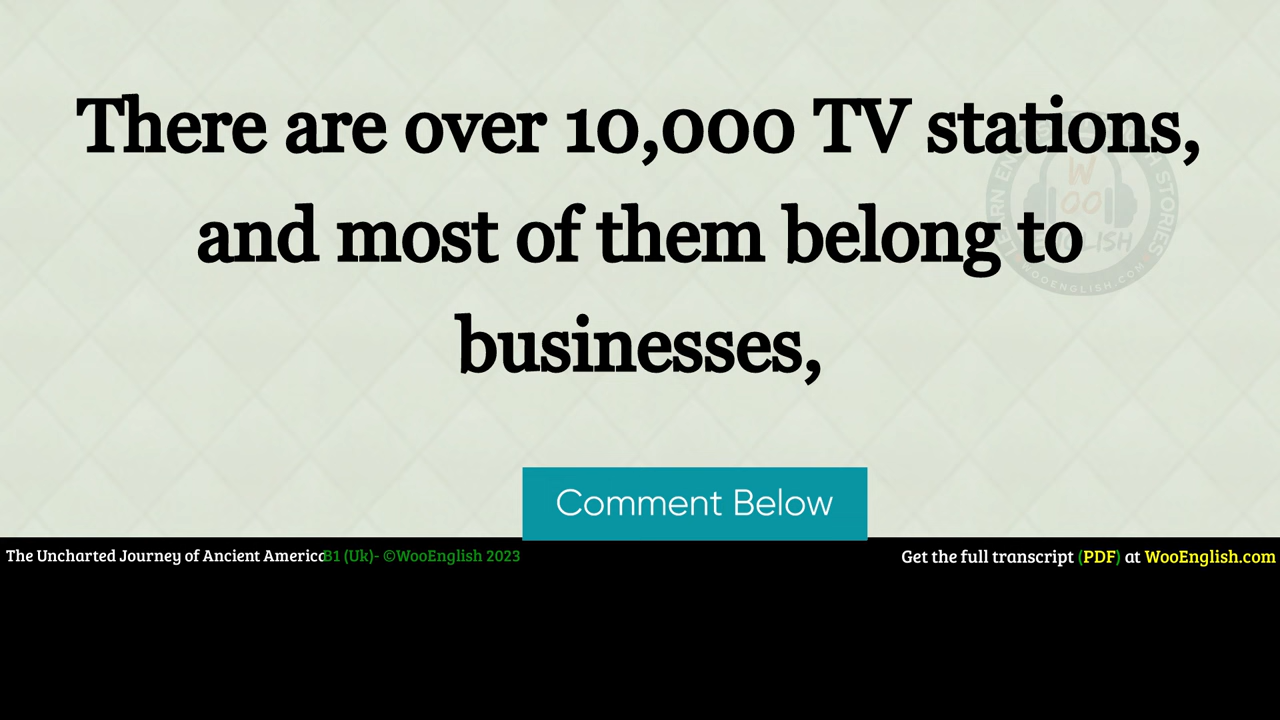 There are over 10,000 TV stations,
and most of them belong to
businesses,
Comment Below
The Uncharted Journey of Ancient America B1 (Uk)- ©WooEnglish 2023
Get the full transcript (PDF) at WooEnglish.com